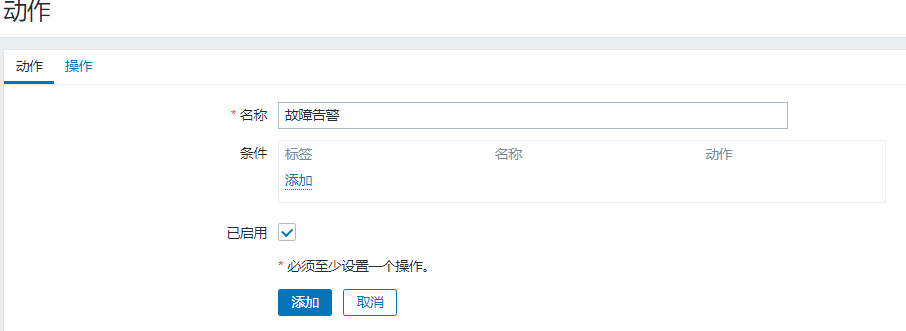 动作
动作 操作
* 名称 故障告警
条件 标签 名称 动作
添加
已启用
* 必须至少设置一个操作。
添加 取消